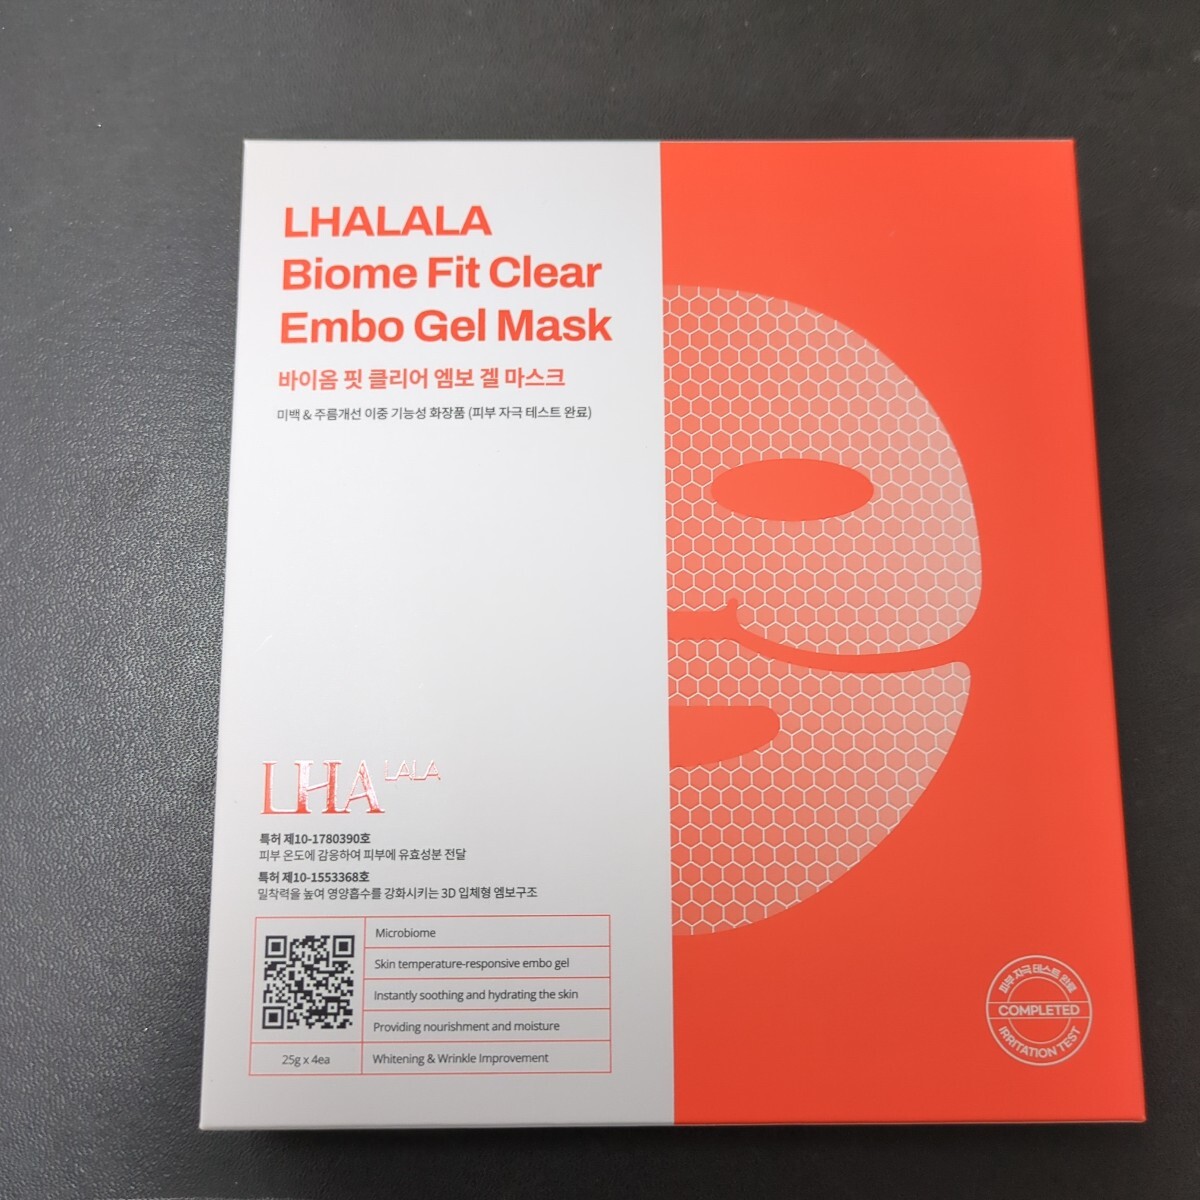 LHALALA
Biome Fit Clear
Embo Gel Mask
바이옴 핏 클리어 엠보 겔 마스크
미백 & 주름개선 이중 기능성 화장품 (피부 자극 테스트 완료)
LHA LALA
특허 제10-1780390호
피부 온도에 감응하여 피부에 유효성분 전달
특허 제10-1553368호
밀착력을 높여 영양흡수를 강화시키는 3D 입체형 엠보구조
Microbiome
Skin temperature-responsive embo gel
Instantly soothing and hydrating the skin
Providing nourishment and moisture
25g x 4ea
Whitening & Wrinkle Improvement
피부 자극 테스트 완료
COMPLETED
IRRITATION TEST